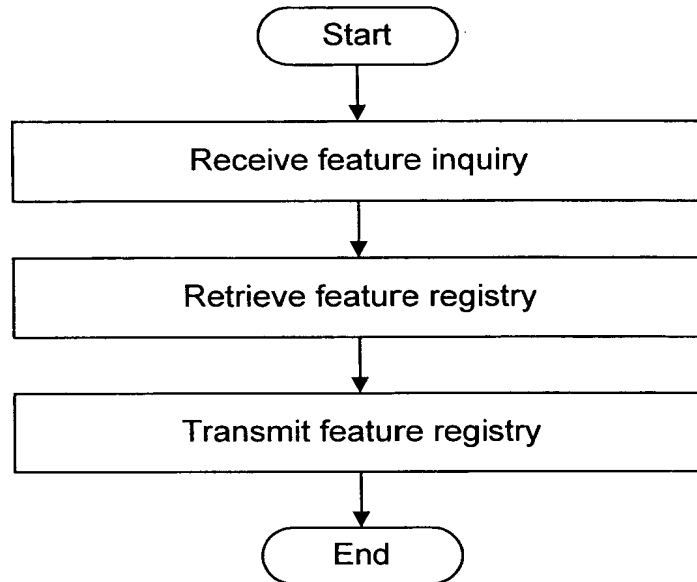 Start
Receive feature inquiry
Retrieve feature registry
Transmit feature registry
End